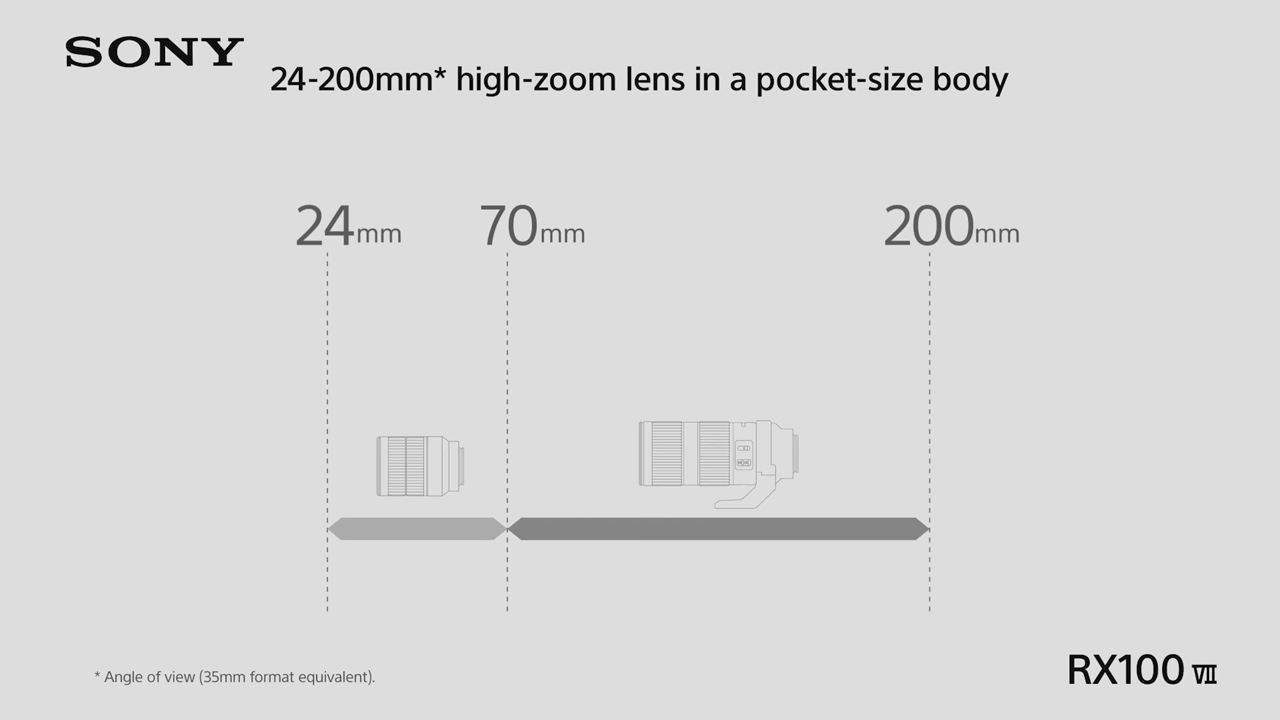 SONY
24-200mm* high-zoom lens in a pocket-size body
24mm 70mm 200mm
* Angle of view (35mm format equivalent).
RX100 VII